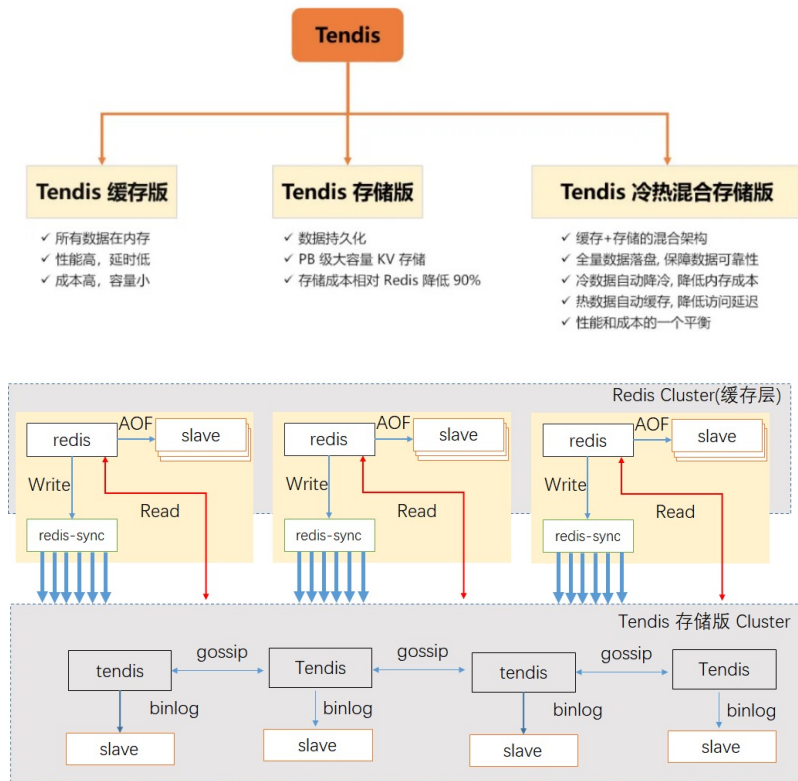 Tendis
Tendis 缓存版
✓ 所有数据在内存
✓ 性能高，延时低
✓ 成本高，容量小
Tendis 存储版
✓ 数据持久化
✓ PB 级大容量 KV 存储
✓ 存储成本相对 Redis 降低 90%
Tendis 冷热混合存储版
✓ 缓存+存储的混合架构
✓ 全量数据落盘, 保障数据可靠性
✓ 冷数据自动降冷, 降低内存成本
✓ 热数据自动缓存, 降低访问延迟
✓ 性能和成本的一个平衡
Redis Cluster(缓存层)
redis
AOF
slave
Write
Read
redis-sync
redis
AOF
slave
Write
Read
redis-sync
redis
AOF
slave
Write
Read
redis-sync
Tendis 存储版 Cluster
tendis
gossip
Tendis
gossip
tendis
gossip
Tendis
binlog
binlog
binlog
binlog
slave
slave
slave
slave